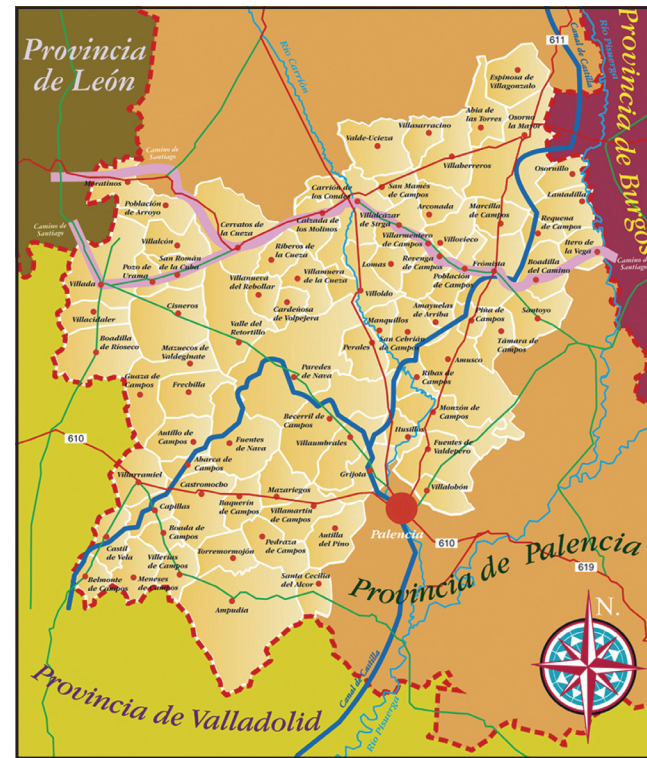 Provincia
de León
611
Río Carrión
Canal de Castilla
Río Pisuerga
Provincia de Burgos
Espinosa de
Villagonzalo
Abia de
las Torres
Osorno
la Mayor
Villasarracino
Valde-Ucieza
Villaherreros
Osornillo
Lantadilla
Camino de
Santiago
Moratinos
Población
de Arroyo
San Mamés
de Campos
Carrión de
los Condes
Arconada
Marcilla
de Campos
Villalcázar
de Sirga
Requena
de Campos
Calzada de
los Molinos
Cervatos de
la Cueza
Camino de
Santiago
Villarmentero
de Campos
Villovieco
Itero de
la Vega
Camino de
Santiago
Villalcón
Riberos de
la Cueza
San Román
de la Cuba
Pozo de
Urama
Lomas
Revenga
de Campos
Frómista
Boadilla
del Camino
Población
de Campos
Villada
Villanueva
del Rebollar
Villanuera
de la Cueza
Villoldo
Cisneros
Cardeñosa
de Volpejera
Amayuelas
de Arriba
Piña de
Campos
Santoyo
Villacidaler
Manquillos
Valle del
Retortillo
San Cebrián
de Campos
Boadilla
de Rioseco
Perales
Támara de
Campos
Mazuecos de
Valdeginate
Amusco
Paredes
de Nava
Ribas de
Campos
Guaza de
Campos
Frechilla
Monzón de
Campos
Becerril de
Campos
Autillo de
Campos
Fuentes
de Nava
Villaumbrales
Husillos
610
Fuentes de
Valdepero
Abarca de
Campos
Grijota
Villarramiel
Castromocho
Mazariegos
Villalobón
Baquerín
de Campos
Capillas
Villamartín
de Campos
Boada de
Campos
Autilla
del Pino
Palencia
610
Pedraza
de Campos
Castil
de Vela
Villerías
de Campos
Torremormojón
619
Provincia de Palencia
Belmonte
de Campos
Meneses
de Campos
Santa Cecilia
del Alcor
Ampudia
N.
Canal de Castilla
Río Pisuerga
Provincia de Valladolid